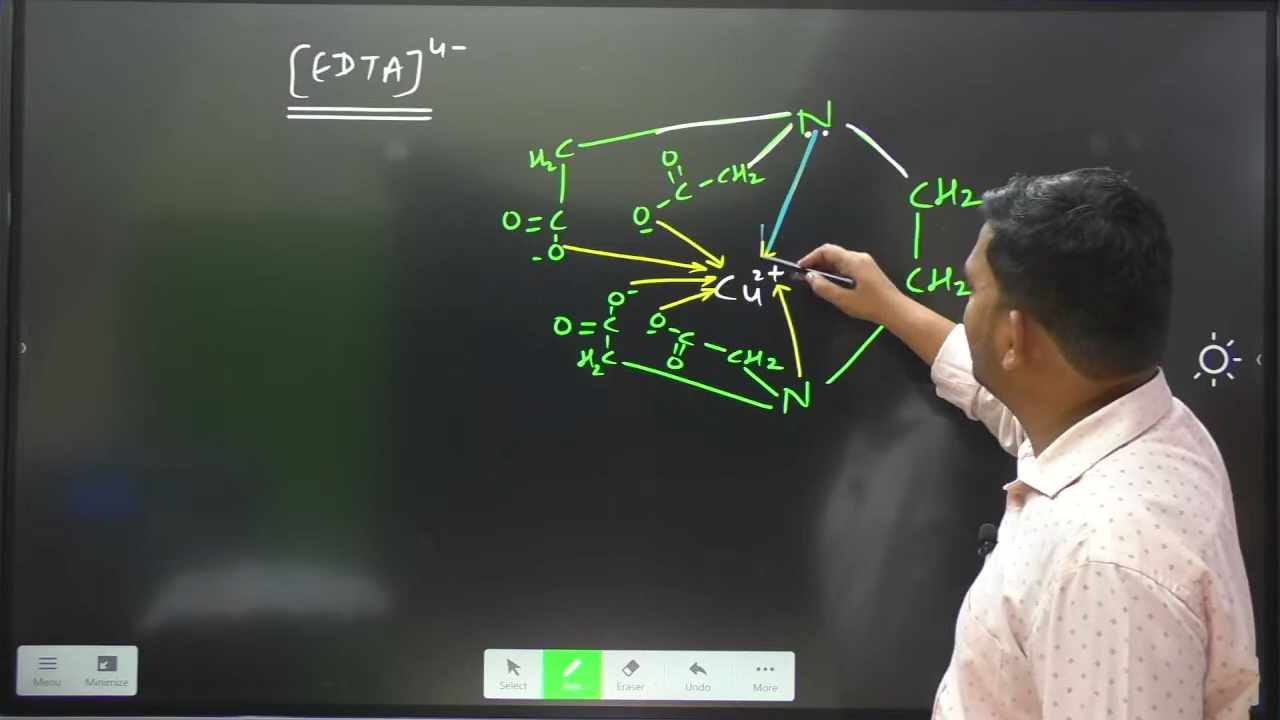 [EDTA]⁴⁻
N
H₂C
O
C-CH₂
CH₂
O=C
O
-O
Cu²⁺
CH₂
O⁻
O=C
O-C-CH₂
H₂C
O
N
Menu
Minimize
Select
Pen
Eraser
Undo
More